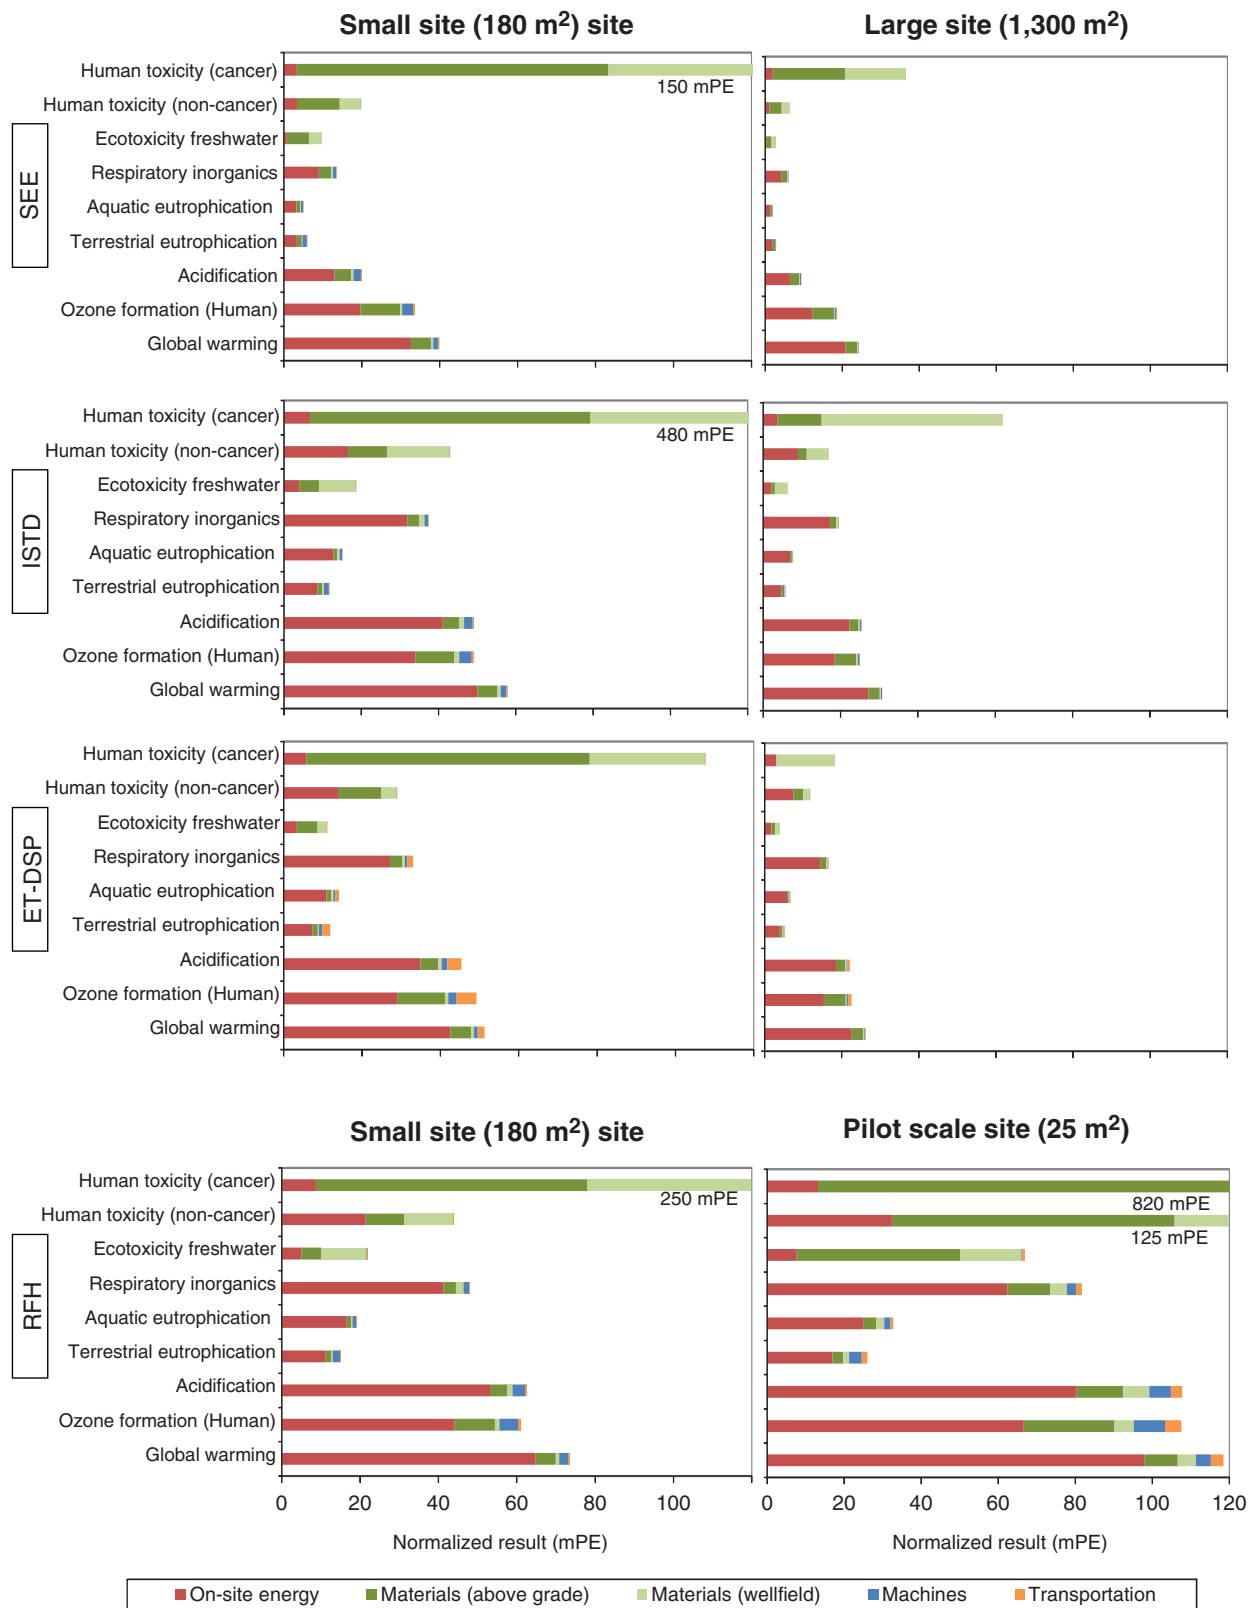 Small site (180 m²) site
Large site (1,300 m²)
SEE
Human toxicity (cancer)
150 mPE
Human toxicity (non-cancer)
Ecotoxicity freshwater
Respiratory inorganics
Aquatic eutrophication
Terrestrial eutrophication
Acidification
Ozone formation (Human)
Global warming
ISTD
Human toxicity (cancer)
480 mPE
Human toxicity (non-cancer)
Ecotoxicity freshwater
Respiratory inorganics
Aquatic eutrophication
Terrestrial eutrophication
Acidification
Ozone formation (Human)
Global warming
ET-DSP
Human toxicity (cancer)
Human toxicity (non-cancer)
Ecotoxicity freshwater
Respiratory inorganics
Aquatic eutrophication
Terrestrial eutrophication
Acidification
Ozone formation (Human)
Global warming
Small site (180 m²) site
Pilot scale site (25 m²)
RFH
Human toxicity (cancer)
250 mPE
820 mPE
Human toxicity (non-cancer)
125 mPE
Ecotoxicity freshwater
Respiratory inorganics
Aquatic eutrophication
Terrestrial eutrophication
Acidification
Ozone formation (Human)
Global warming
0 20 40 60 80 100
0 20 40 60 80 100 120
Normalized result (mPE)
Normalized result (mPE)
On-site energy
Materials (above grade)
Materials (wellfield)
Machines
Transportation